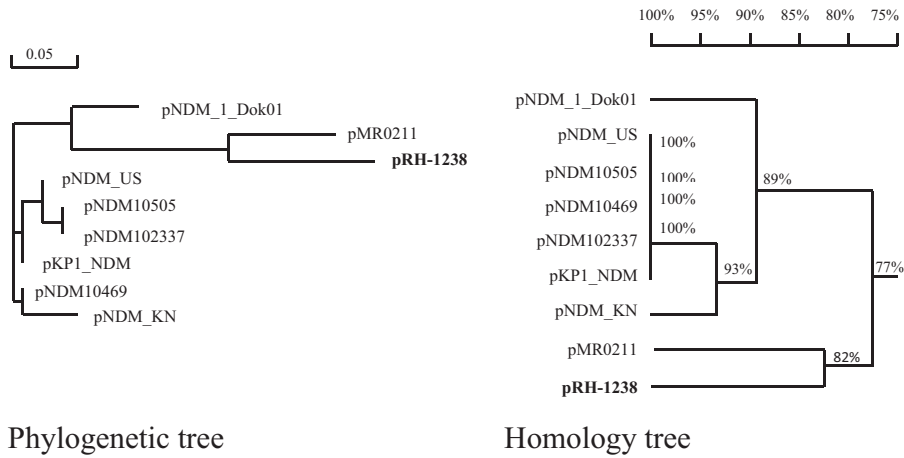 0.05
pNDM_1_Dok01
pMR0211
pRH-1238
pNDM_US
pNDM10505
pNDM102337
pKP1_NDM
pNDM10469
pNDM_KN
Phylogenetic tree
100% 95% 90% 85% 80% 75%
pNDM_1_Dok01
pNDM_US
100%
pNDM10505
100%
pNDM10469
100%
pNDM102337
100%
pKP1_NDM
pNDM_KN
pMR0211
pRH-1238
89%
93%
77%
82%
Homology tree